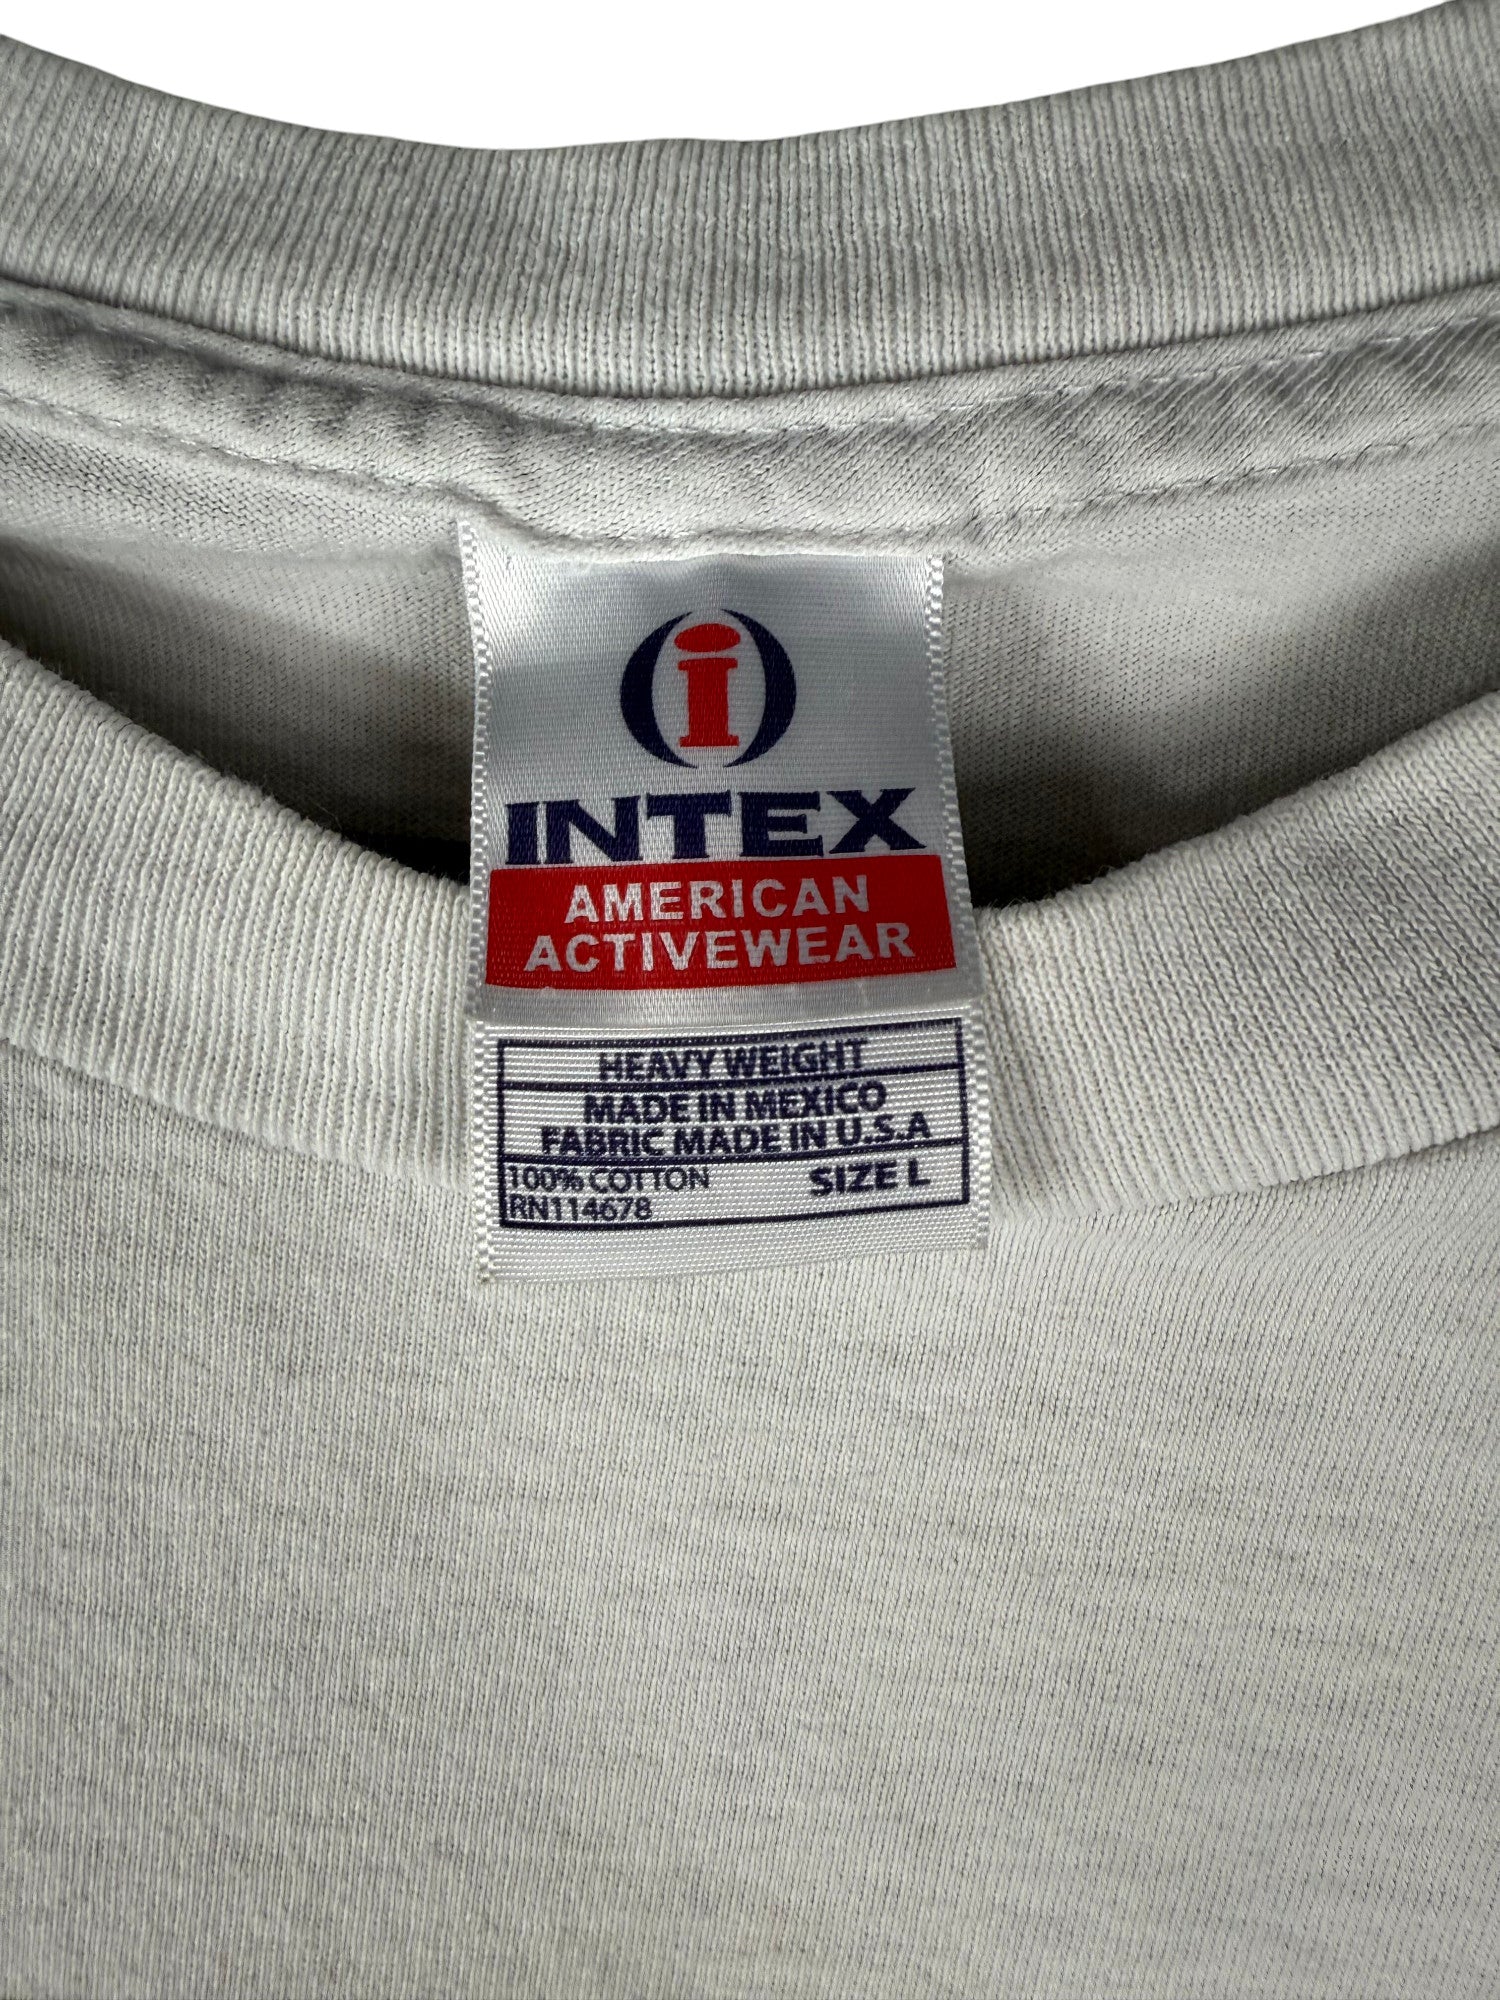 i
INTEX
AMERICAN
ACTIVEWEAR
HEAVY WEIGHT
MADE IN MEXICO
FABRIC MADE IN U.S.A
100% COTTON SIZE L
RN114678